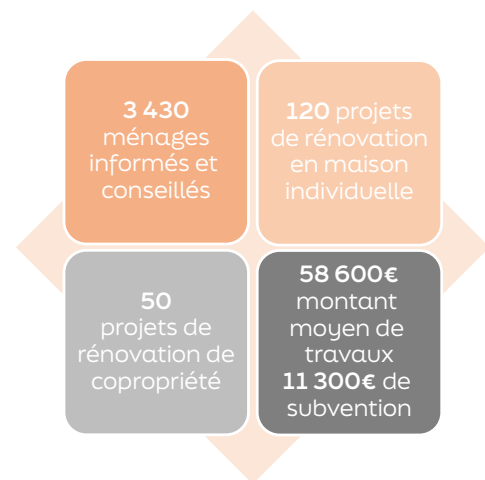 3 430
ménages
informés et
conseillés
120 projets
de rénovation
en maison
individuelle
50
projets de
rénovation de
copropriété
58 600€
montant
moyen de
travaux
11 300€ de
subvention